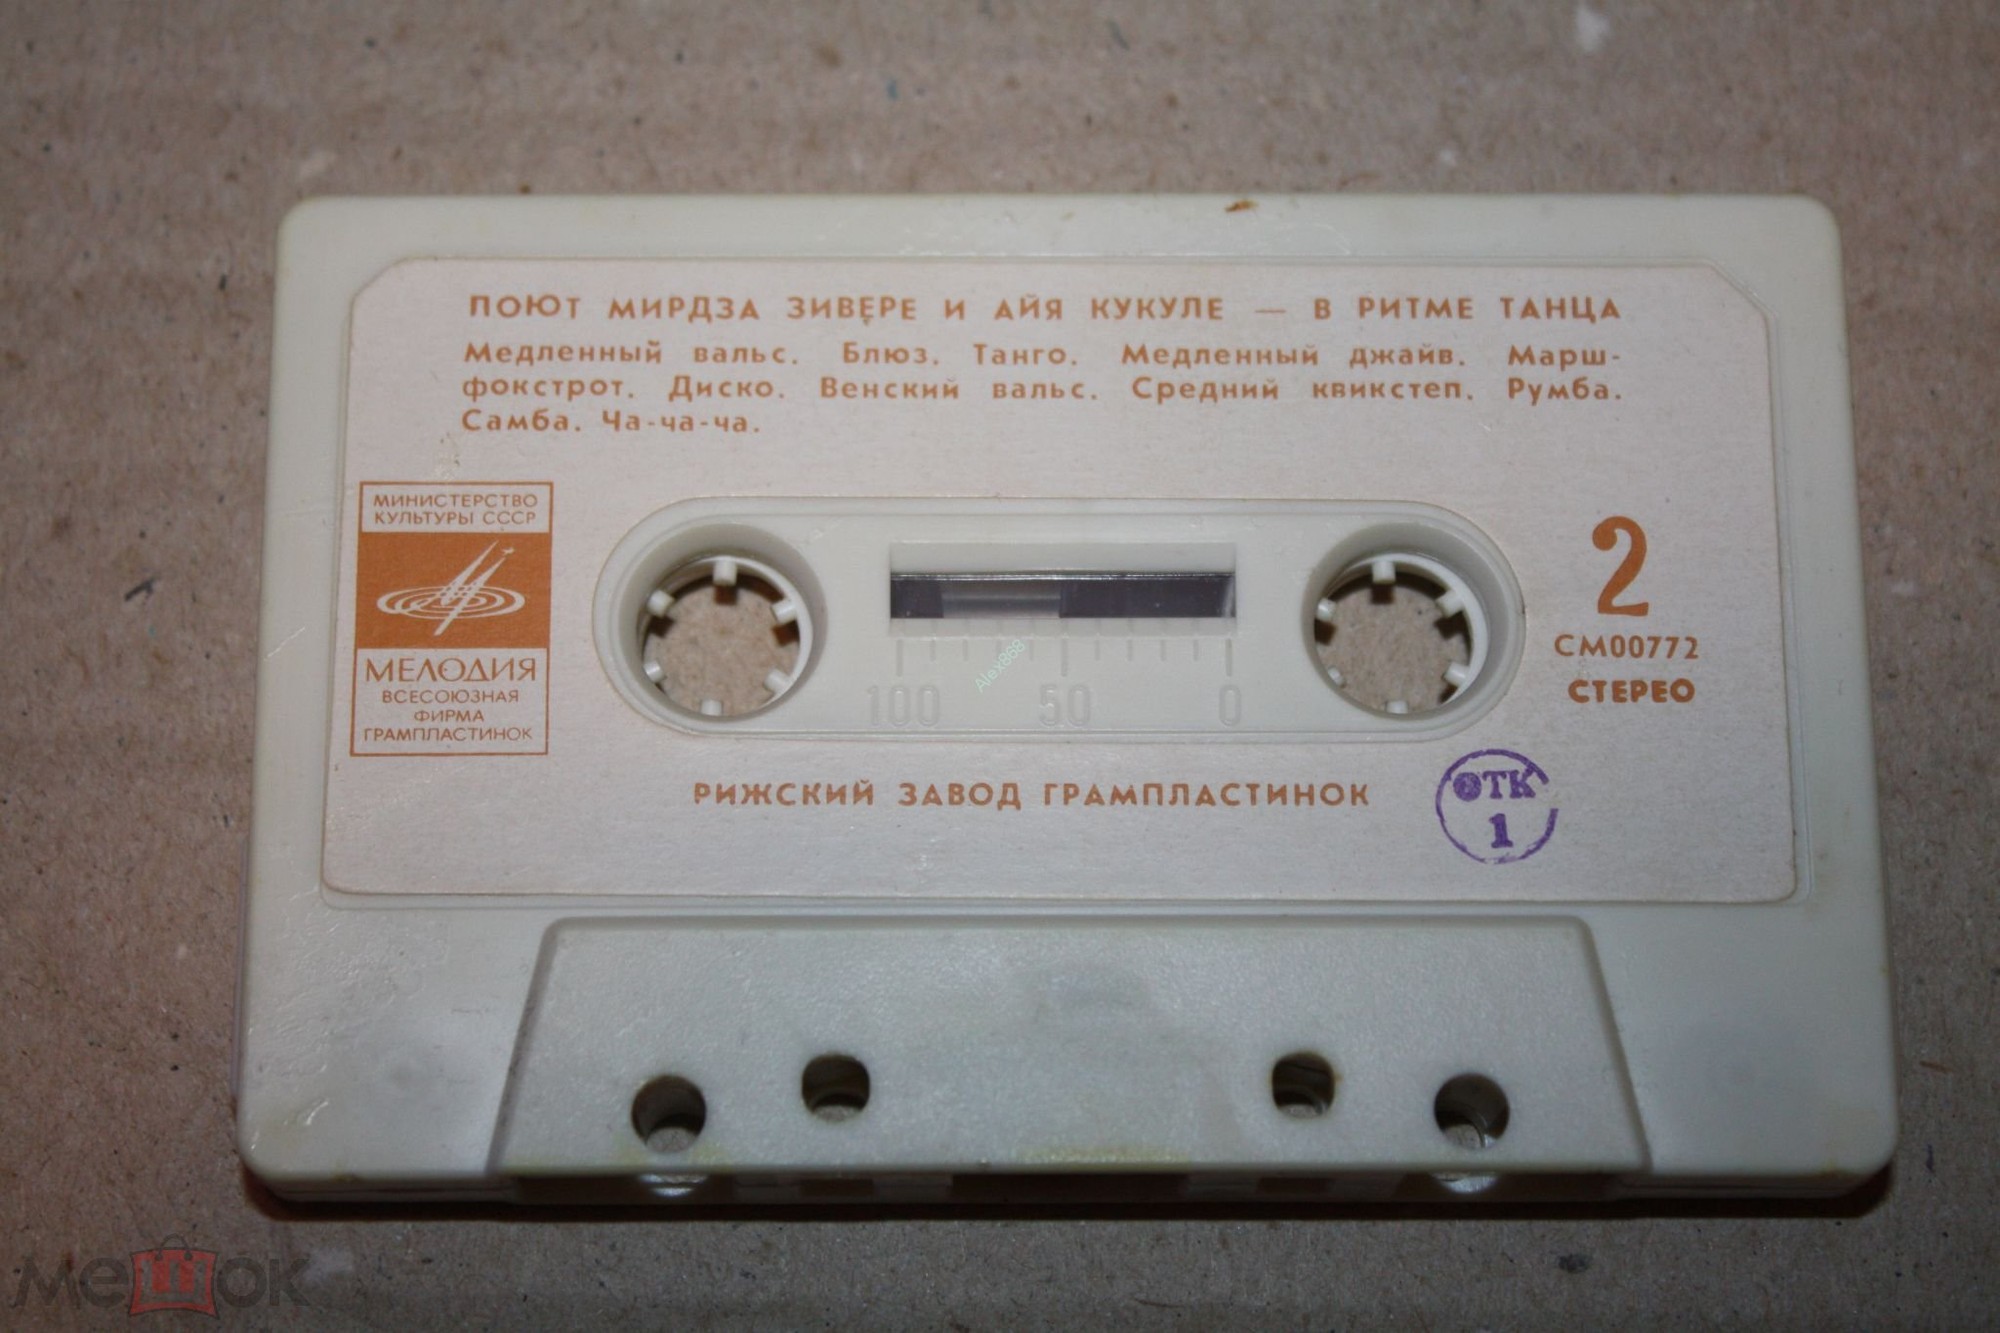 ПОЮТ МИРДЗА ЗИВЕРЕ И АЙЯ КУКУЛЕ — В РИТМЕ ТАНЦА
Медленный вальс. Блюз. Танго. Медленный джайв. Марш-
фокстрот. Диско. Венский вальс. Средний квикстеп. Румба.
Самба. Ча-ча-ча.
МИНИСТЕРСТВО
КУЛЬТУРЫ СССР
МЕЛОДИЯ
ВСЕСОЮЗНАЯ
ФИРМА
ГРАМПЛАСТИНОК
2
СМ00772
СТЕРЕО
100 50 0
Alex868
РИЖСКИЙ ЗАВОД ГРАМПЛАСТИНОК
ОТК
1
мешок